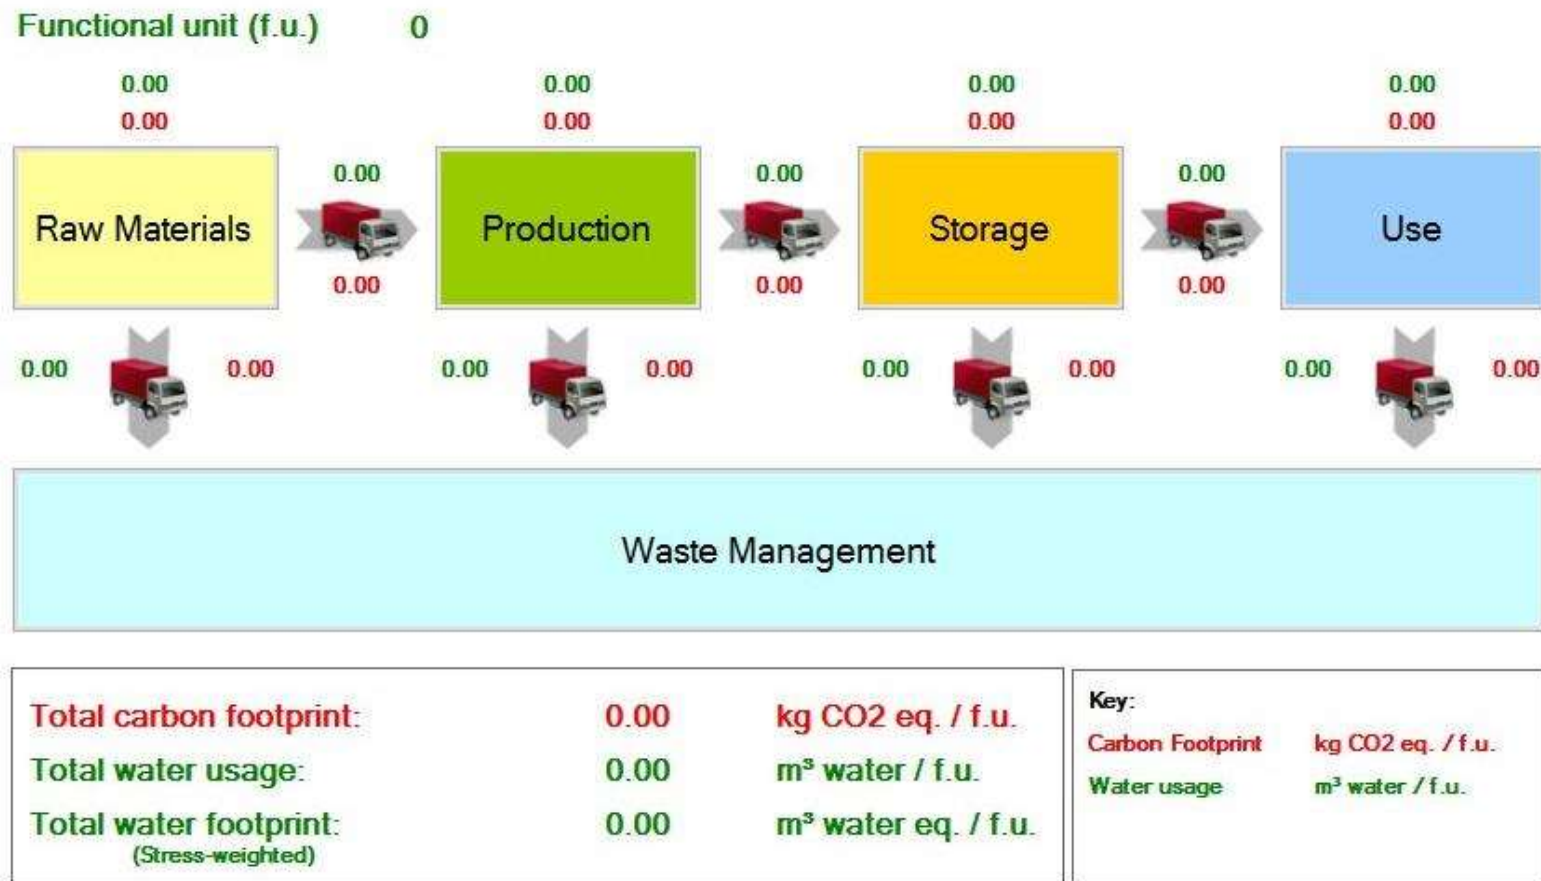 Functional unit (f.u.) 0
0.00 0.00 0.00 0.00
0.00 0.00 0.00 0.00
0.00 0.00 0.00
Raw Materials Production Storage Use
0.00 0.00 0.00
0.00 0.00 0.00 0.00 0.00 0.00 0.00 0.00
Waste Management
Total carbon footprint: 0.00 kg CO2 eq. / f.u.
Total water usage: 0.00 m³ water / f.u.
Total water footprint: 0.00 m³ water eq. / f.u.
(Stress-weighted)
Key:
Carbon Footprint kg CO2 eq. / f.u.
Water usage m³ water / f.u.